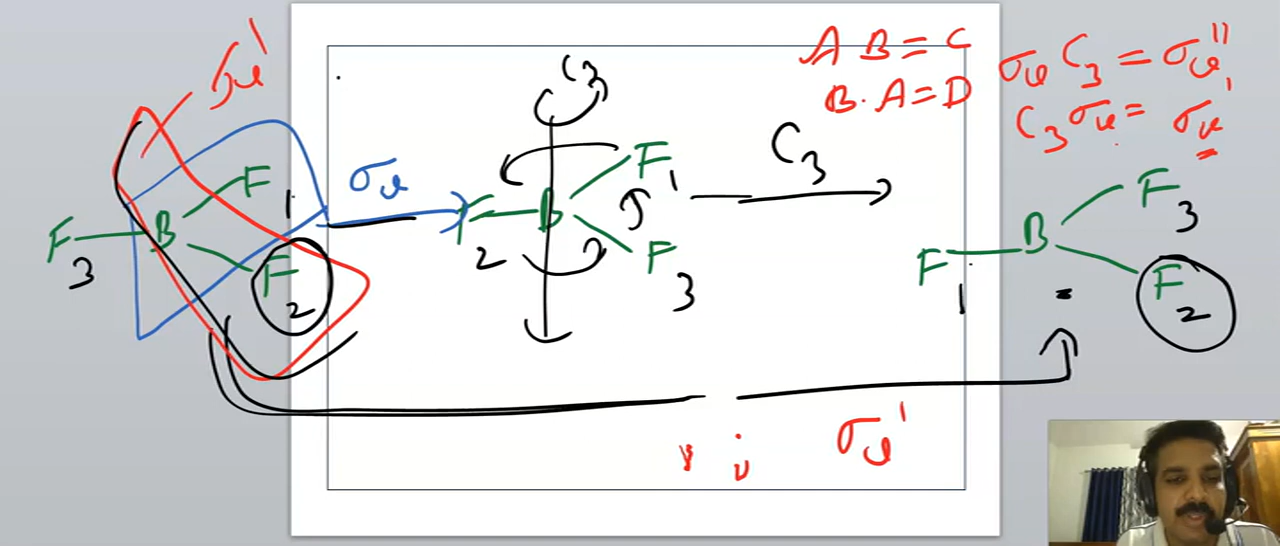 σv'
C3
A B = C
B. A = D
σv C3 = σv''
C3 σv = σv
F 3 B F 1 F 2
σv
F 2 B F 1 F 3
C3
F 1 B F 3 F 2
σv'